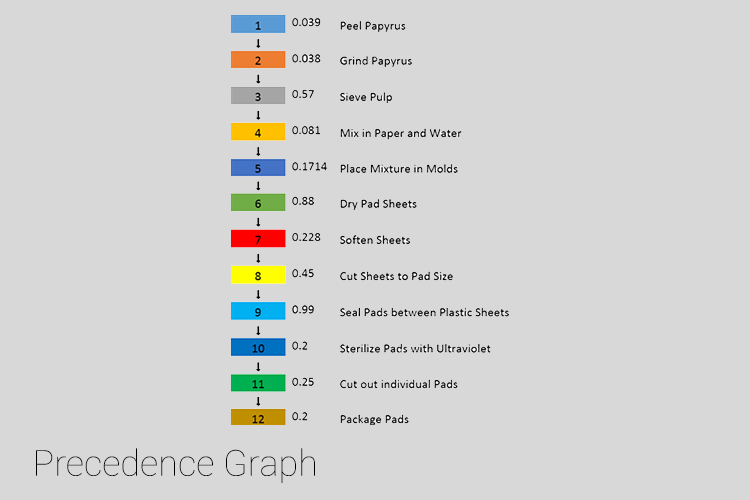 1 0.039 Peel Papyrus
2 0.038 Grind Papyrus
3 0.57 Sieve Pulp
4 0.081 Mix in Paper and Water
5 0.1714 Place Mixture in Molds
6 0.88 Dry Pad Sheets
7 0.228 Soften Sheets
8 0.45 Cut Sheets to Pad Size
9 0.99 Seal Pads between Plastic Sheets
10 0.2 Sterilize Pads with Ultraviolet
11 0.25 Cut out individual Pads
12 0.2 Package Pads
Precedence Graph